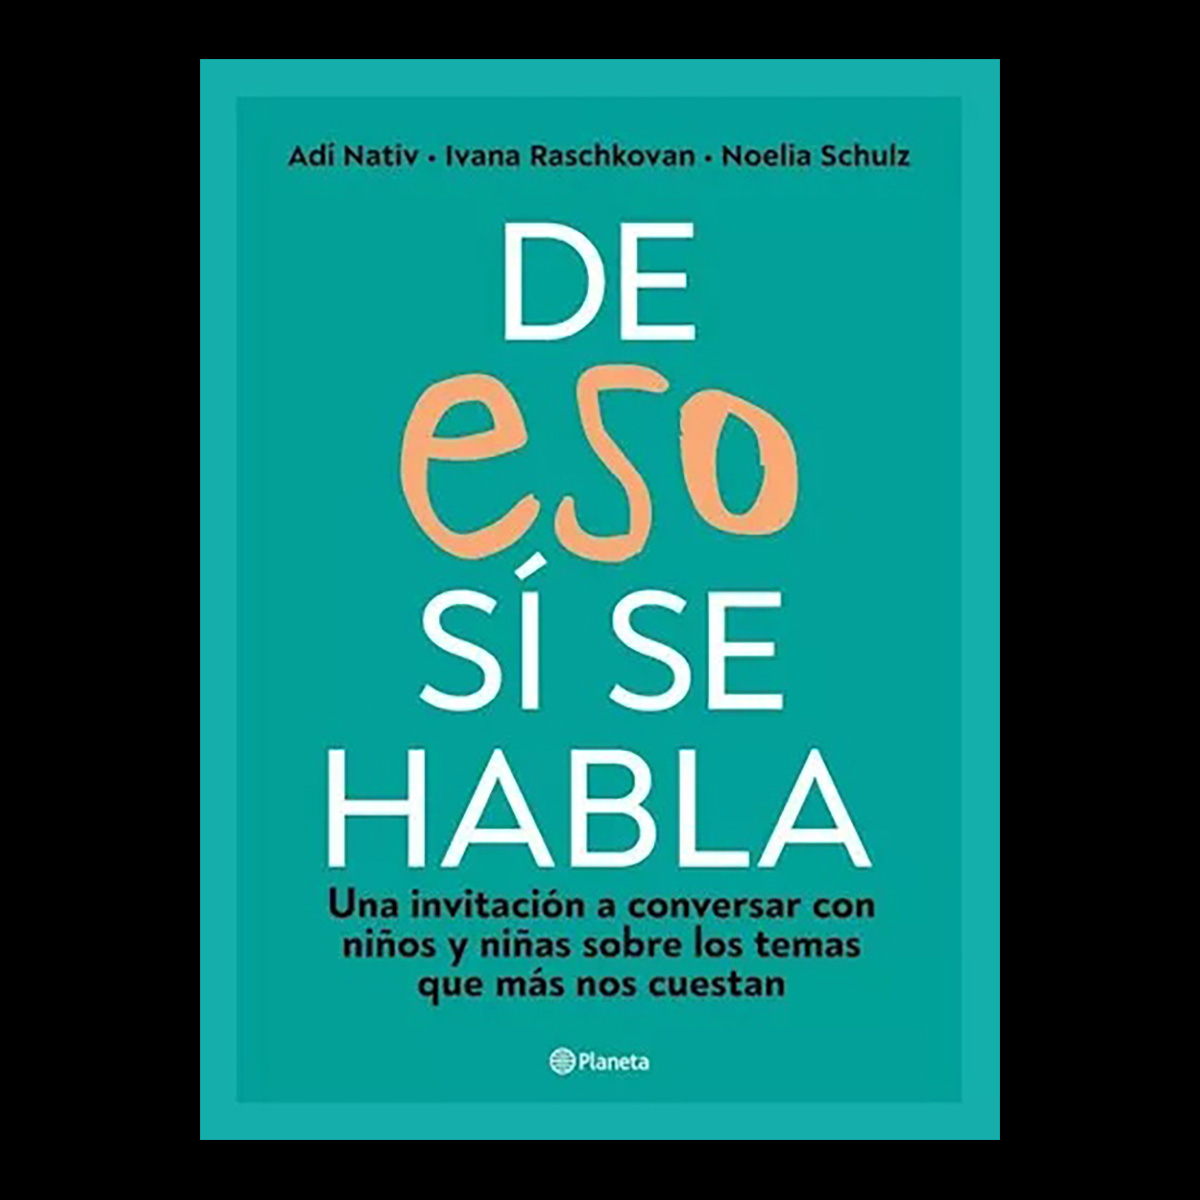 Adí Nativ • Ivana Raschkovan • Noelia Schulz
DE
eso
SÍ SE
HABLA
Una invitación a conversar con
niños y niñas sobre los temas
que más nos cuestan
Planeta